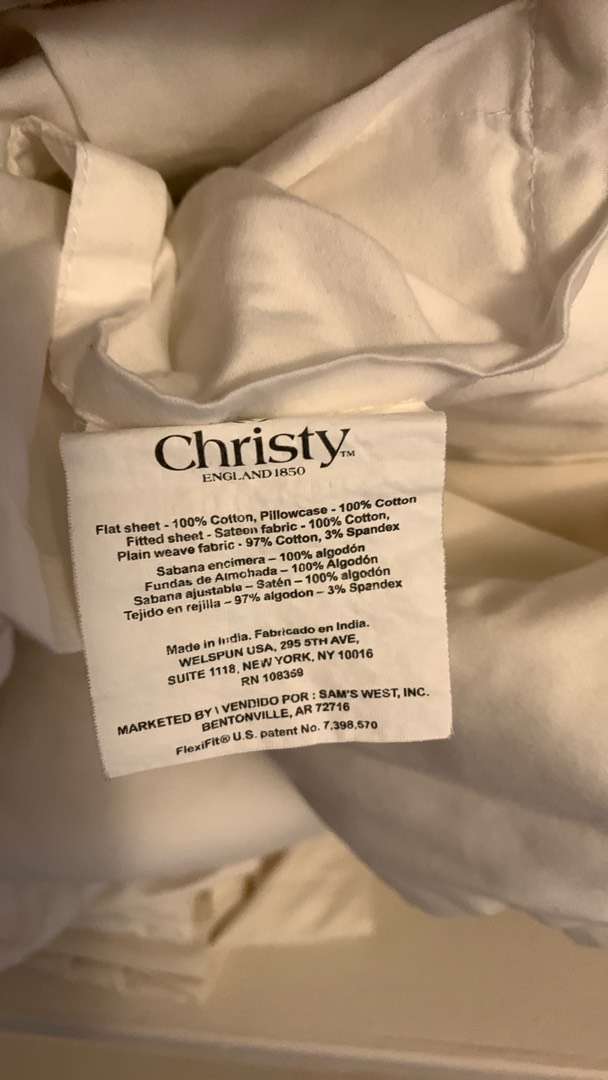 Christy™
ENGLAND 1850
Flat sheet - 100% Cotton, Pillowcase - 100% Cotton
Fitted sheet - Sateen fabric - 100% Cotton,
Plain weave fabric - 97% Cotton, 3% Spandex
Sabana encimera – 100% algodón
Fundas de Almohada – 100% Algodón
Sabana ajustable – Satén – 100% algodón
Tejido en rejilla – 97% algodon – 3% Spandex
Made in India. Fabricado en India.
WELSPUN USA, 295 5TH AVE,
SUITE 1118, NEW YORK, NY 10016
RN 108359
MARKETED BY \ VENDIDO POR : SAM'S WEST, INC.
BENTONVILLE, AR 72716
FlexiFit® U.S. patent No. 7,398,570